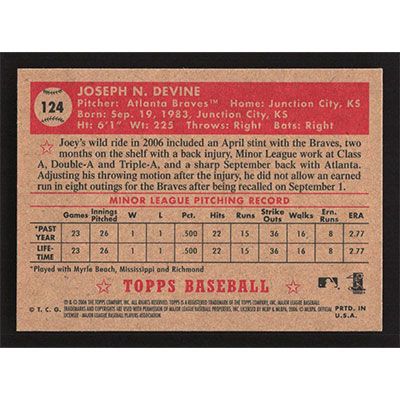 124
JOSEPH N. DEVINE
Pitcher: Atlanta Braves™ Home: Junction City, KS
Born: Sep. 19, 1983, Junction City, KS
Ht: 6'1" Wt: 225 Throws: Right Bats: Right
Joey's wild ride in 2006 included an April stint with the Braves, two
months on the shelf with a back injury, Minor League work at Class
A, Double-A and Triple-A, and a sharp September back with Atlanta.
Adjusting his throwing motion after the injury, he did not allow an earned
run in eight outings for the Braves after being recalled on September 1.
MINOR LEAGUE PITCHING RECORD
Games Innings Pitched W L Pct. Hits Runs Strike Outs Walks Ern. Runs ERA
*PAST YEAR 23 26 1 1 .500 22 15 38 14 8 2.77
LIFE-TIME 23 26 1 1 .500 22 15 38 14 8 2.77
*Played with Myrtle Beach, Mississippi and Richmond
TOPPS BASEBALL
© T. C. G.
PRTD. IN
U.S.A.